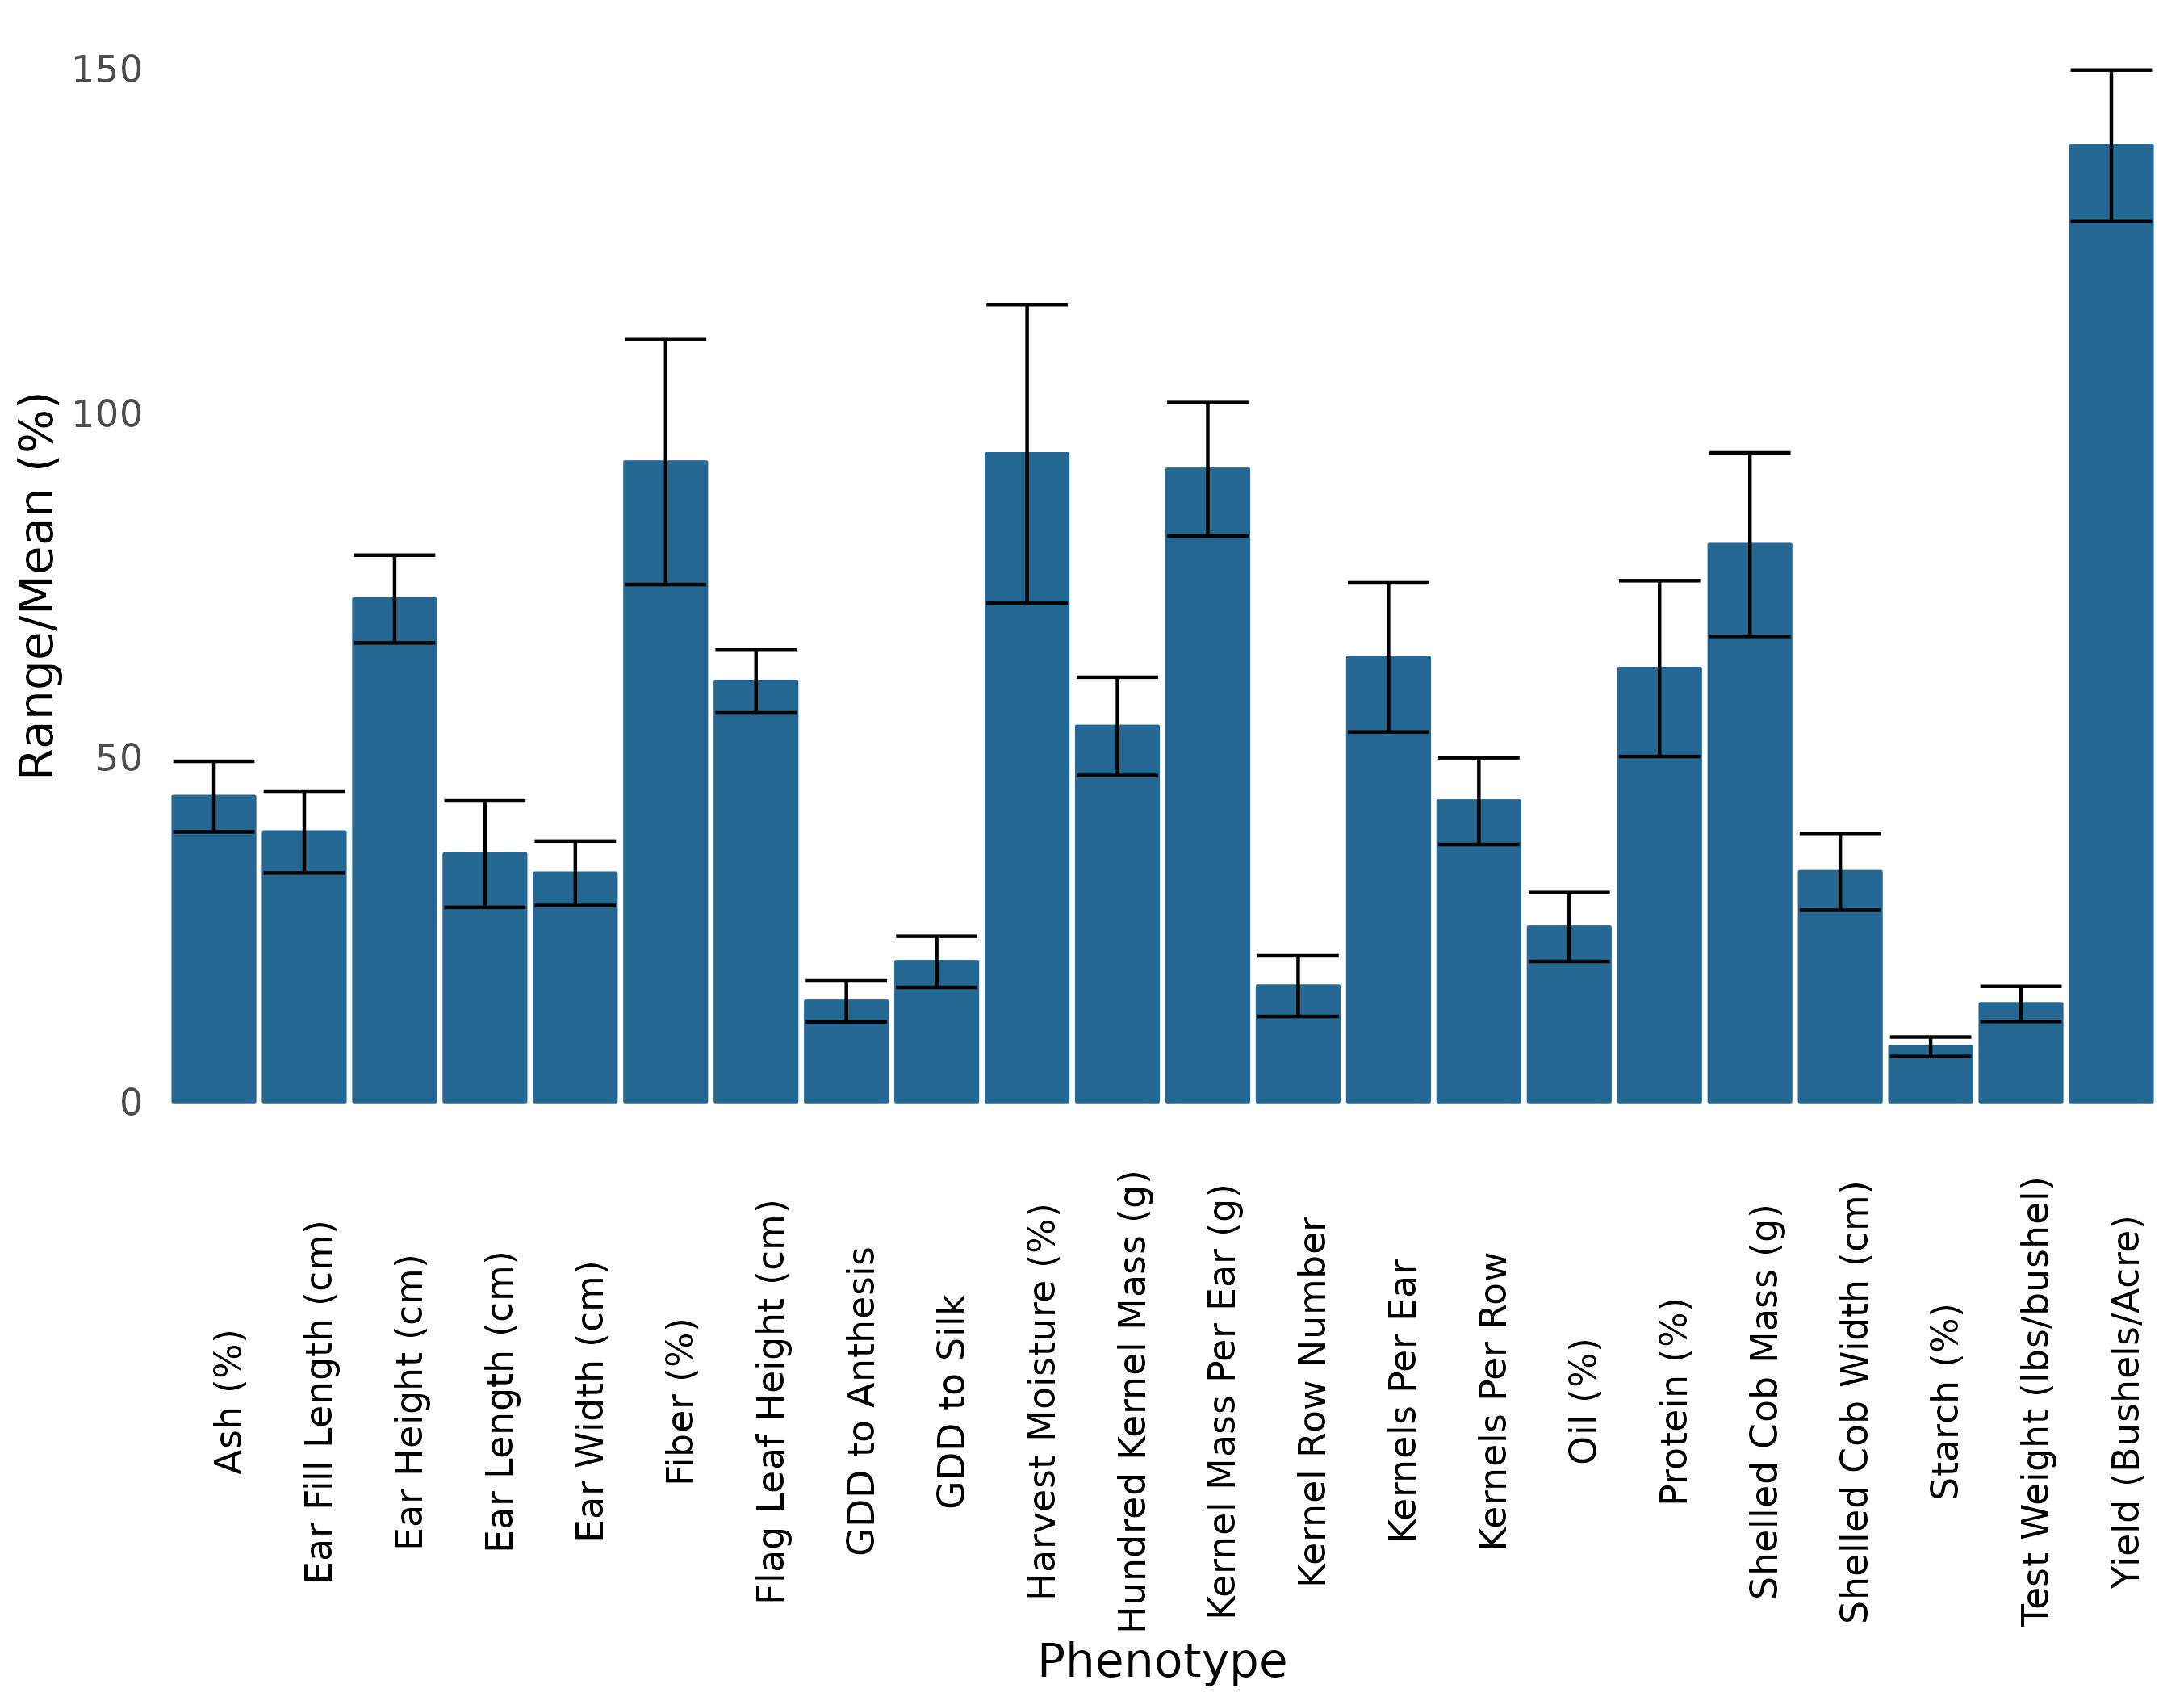 150
100
50
0
Range/Mean (%)
Ash (%)
Ear Fill Length (cm)
Ear Height (cm)
Ear Length (cm)
Ear Width (cm)
Fiber (%)
Flag Leaf Height (cm)
GDD to Anthesis
GDD to Silk
Harvest Moisture (%)
Hundred Kernel Mass (g)
Kernel Mass Per Ear (g)
Kernel Row Number
Kernels Per Ear
Kernels Per Row
Oil (%)
Protein (%)
Shelled Cob Mass (g)
Shelled Cob Width (cm)
Starch (%)
Test Weight (lbs/bushel)
Yield (Bushels/Acre)
Phenotype